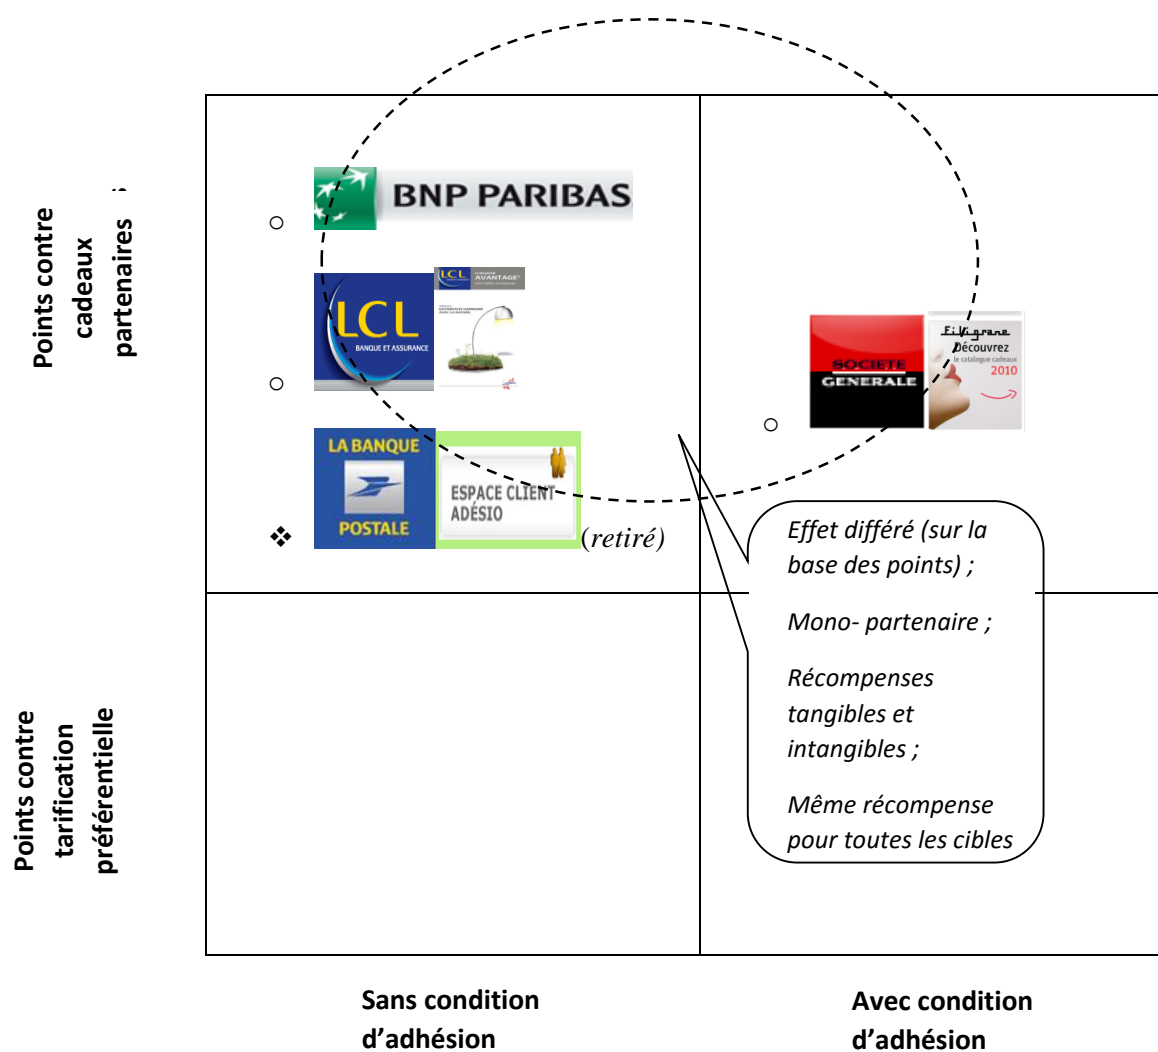 Points contre
cadeaux
partenaires
BNP PARIBAS
LCL
BANQUE ET ASSURANCE
LCL
AVANTAGE
SOCIETE
GENERALE
Filigrane
Découvrez
le catalogue cadeaux
2010
LA BANQUE
POSTALE
ESPACE CLIENT
ADÉSIO
(retiré)
Effet différé (sur la
base des points) ;
Mono- partenaire ;
Récompenses
tangibles et
intangibles ;
Même récompense
pour toutes les cibles
Points contre
tarification
préférentielle
Sans condition
d’adhésion
Avec condition
d’adhésion